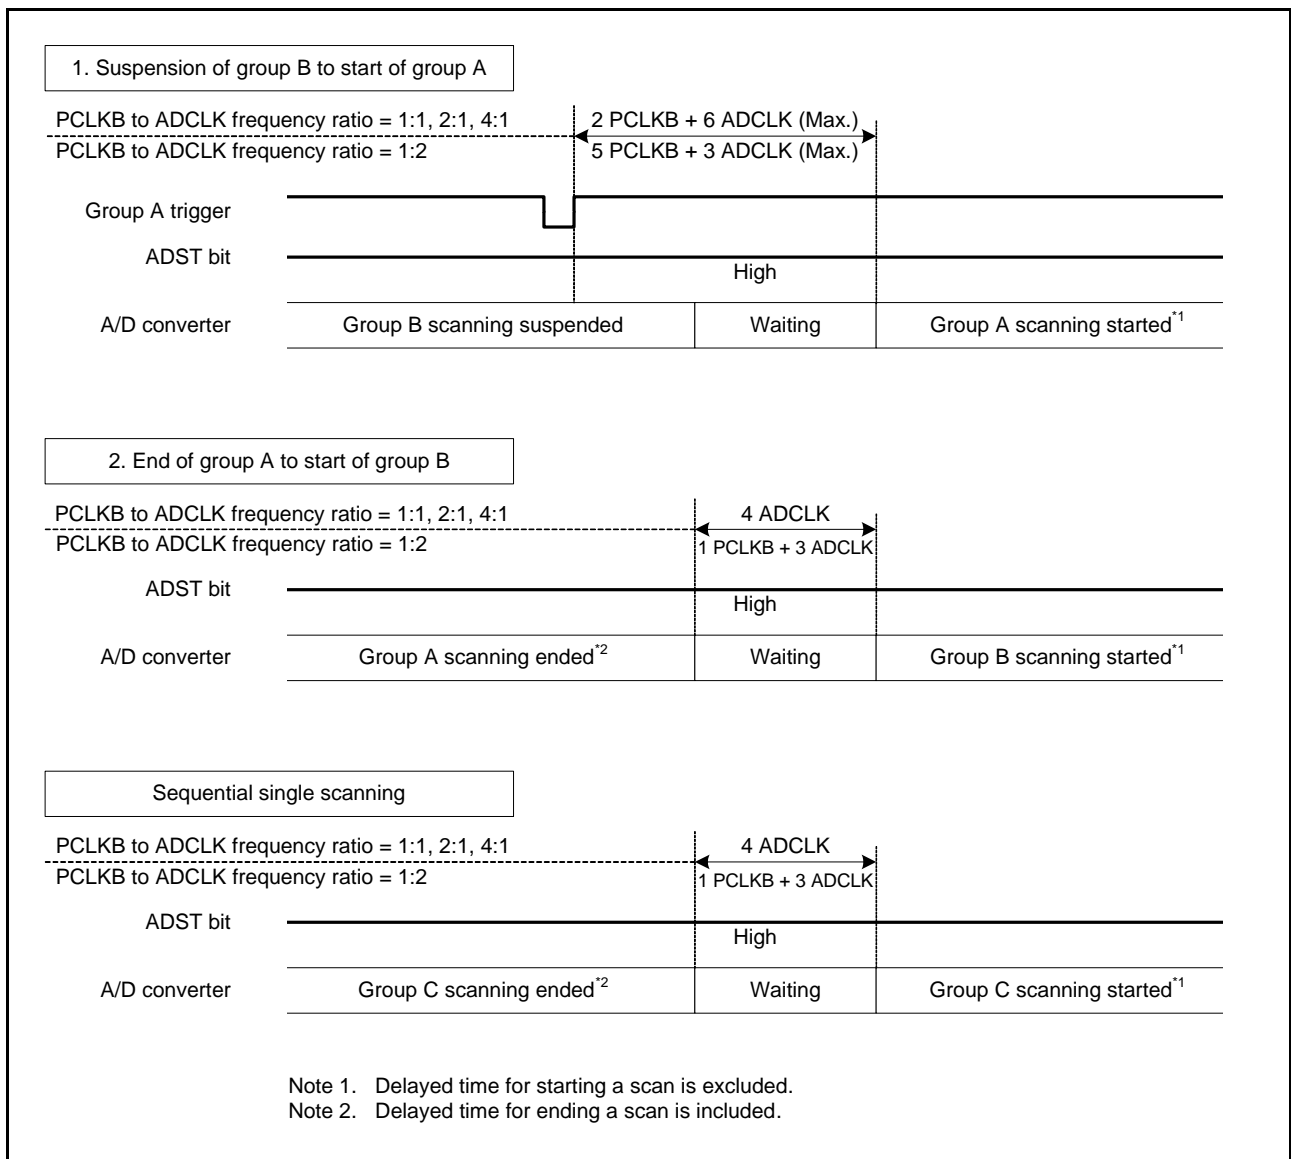 1. Suspension of group B to start of group A
PCLKB to ADCLK frequency ratio = 1:1, 2:1, 4:1
2 PCLKB + 6 ADCLK (Max.)
PCLKB to ADCLK frequency ratio = 1:2
5 PCLKB + 3 ADCLK (Max.)
Group A trigger
ADST bit
High
A/D converter
Group B scanning suspended
Waiting
Group A scanning started*1
2. End of group A to start of group B
PCLKB to ADCLK frequency ratio = 1:1, 2:1, 4:1
4 ADCLK
PCLKB to ADCLK frequency ratio = 1:2
1 PCLKB + 3 ADCLK
ADST bit
High
A/D converter
Group A scanning ended*2
Waiting
Group B scanning started*1
Sequential single scanning
PCLKB to ADCLK frequency ratio = 1:1, 2:1, 4:1
4 ADCLK
PCLKB to ADCLK frequency ratio = 1:2
1 PCLKB + 3 ADCLK
ADST bit
High
A/D converter
Group C scanning ended*2
Waiting
Group C scanning started*1
Note 1. Delayed time for starting a scan is excluded.
Note 2. Delayed time for ending a scan is included.